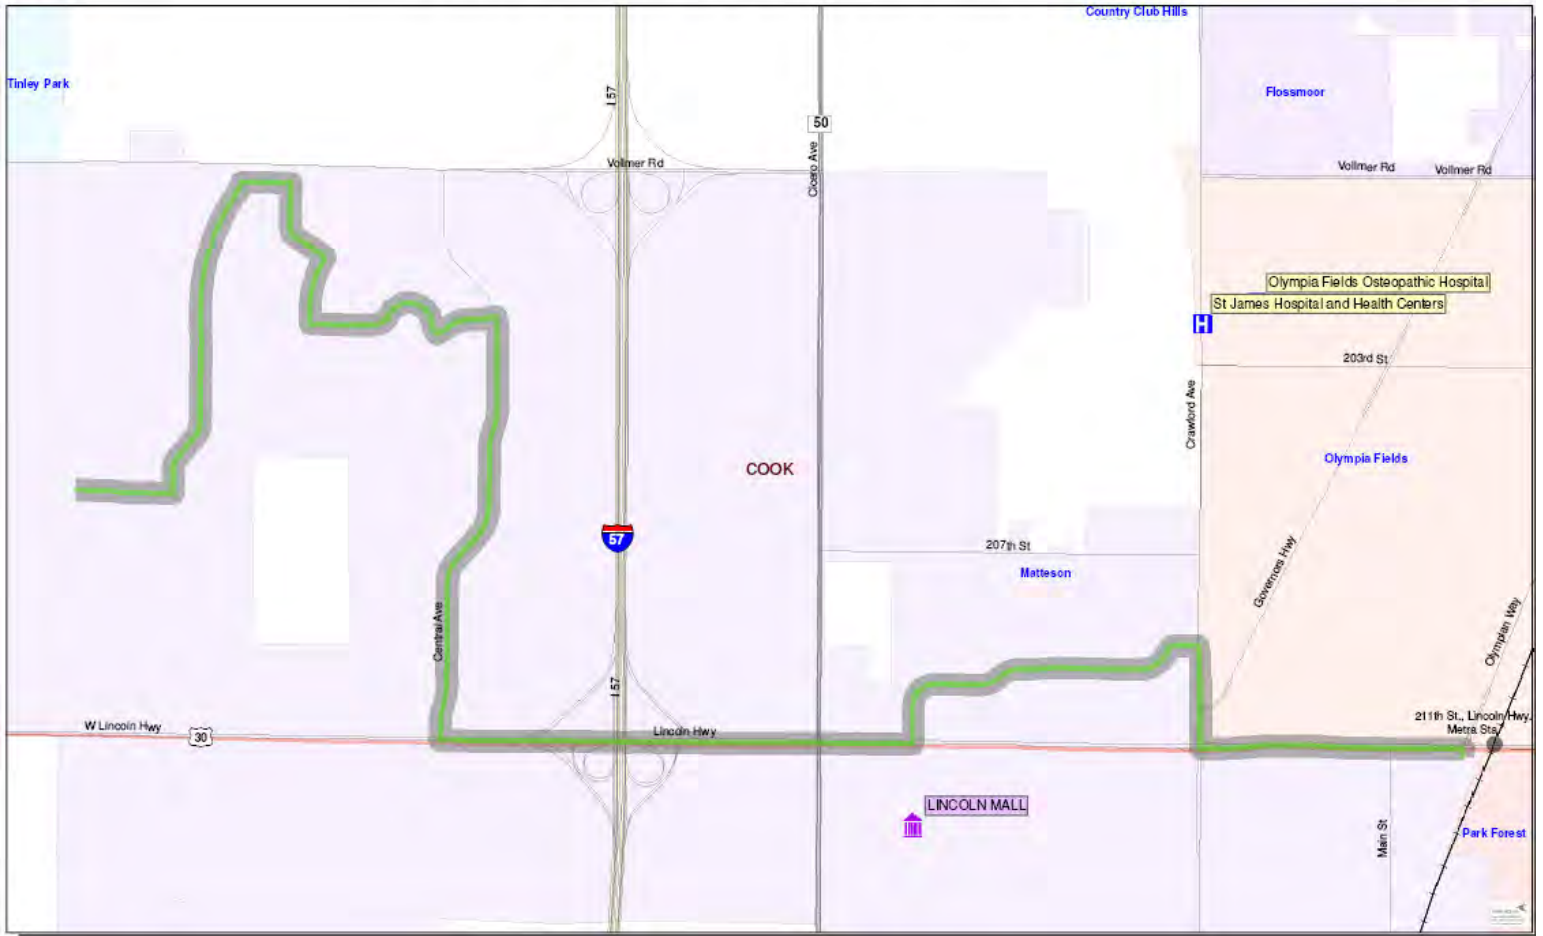 Country Club Hills
Tinley Park
Flossmoor
I 57
50
Cicero Ave
Vollmer Rd
Vollmer Rd
Vollmer Rd
Olympia Fields Osteopathic Hospital
St James Hospital and Health Centers
H
203rd St
Crawford Ave
COOK
Olympia Fields
57
207th St
Matteson
Governors Hwy
Central Ave
Olympian Way
I 57
W Lincoln Hwy
30
Lincoln Hwy
211th St., Lincoln Hwy.
Metra Sta.
LINCOLN MALL
Main St
Park Forest